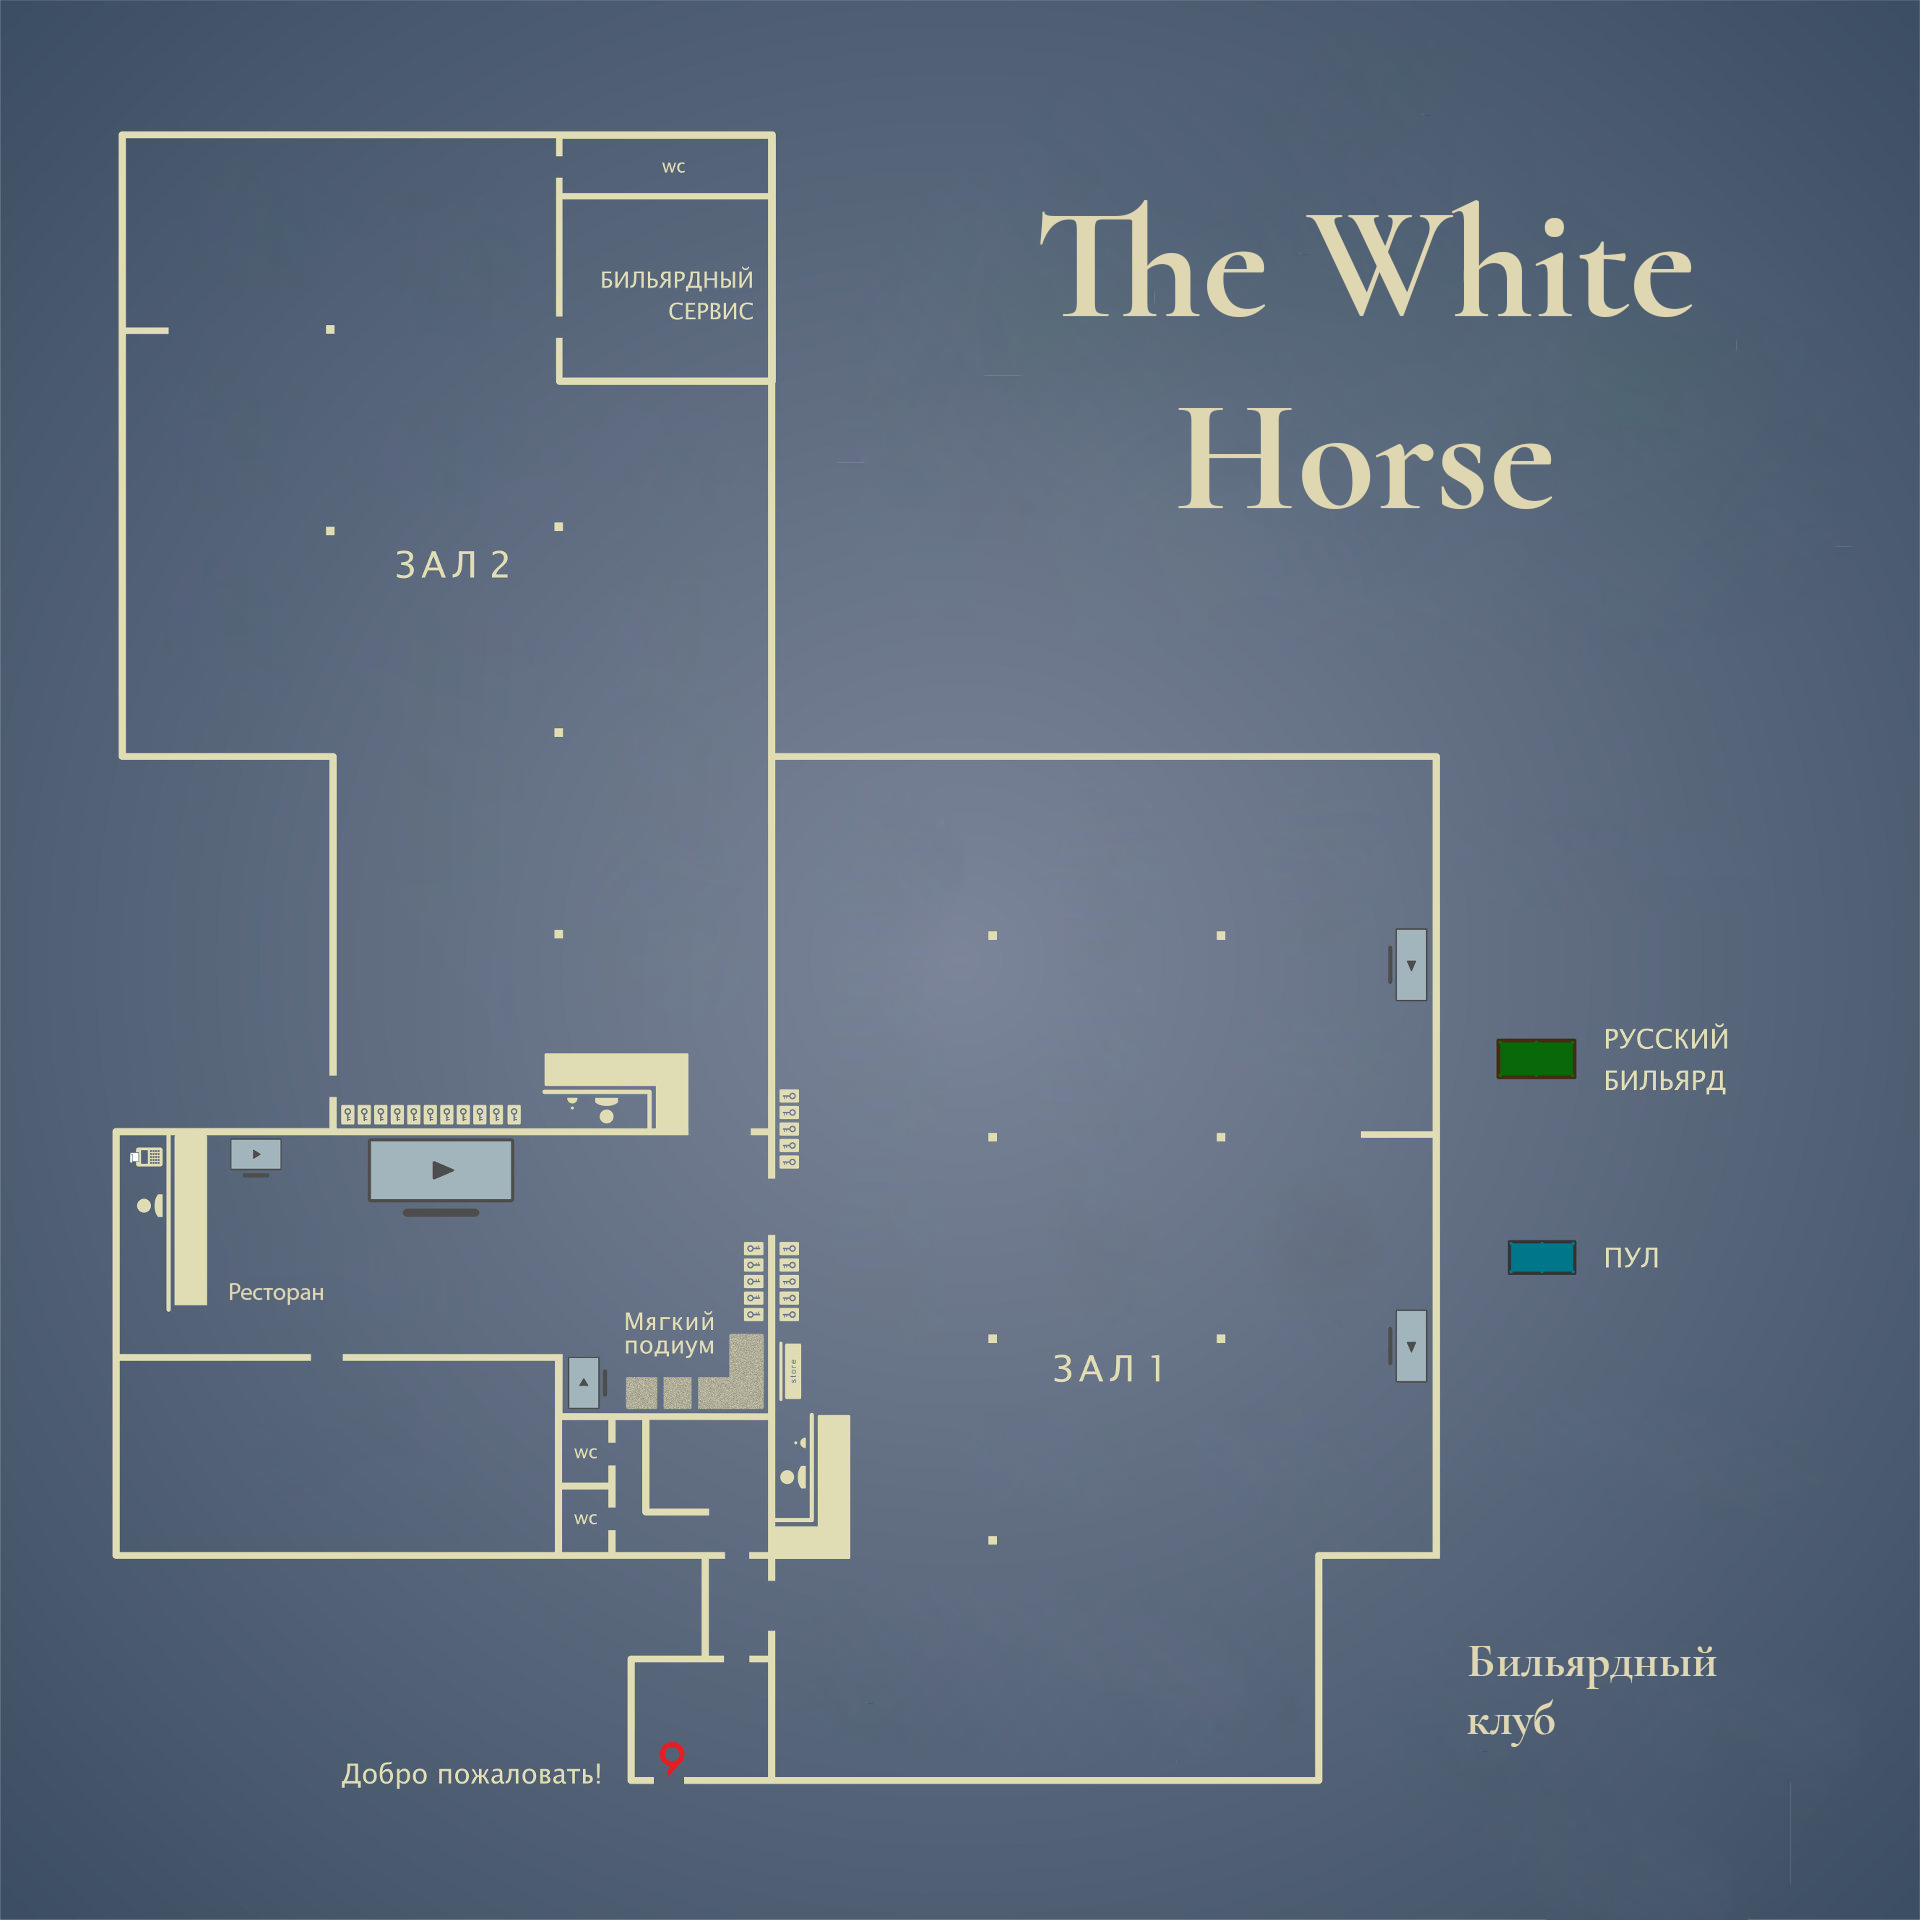 The White
Horse
wc
БИЛЬЯРДНЫЙ
СЕРВИС
ЗАЛ 2
РУССКИЙ
БИЛЬЯРД
ПУЛ
Ресторан
Мягкий
подиум
store
ЗАЛ 1
wc
wc
Бильярдный
клуб
Добро пожаловать!